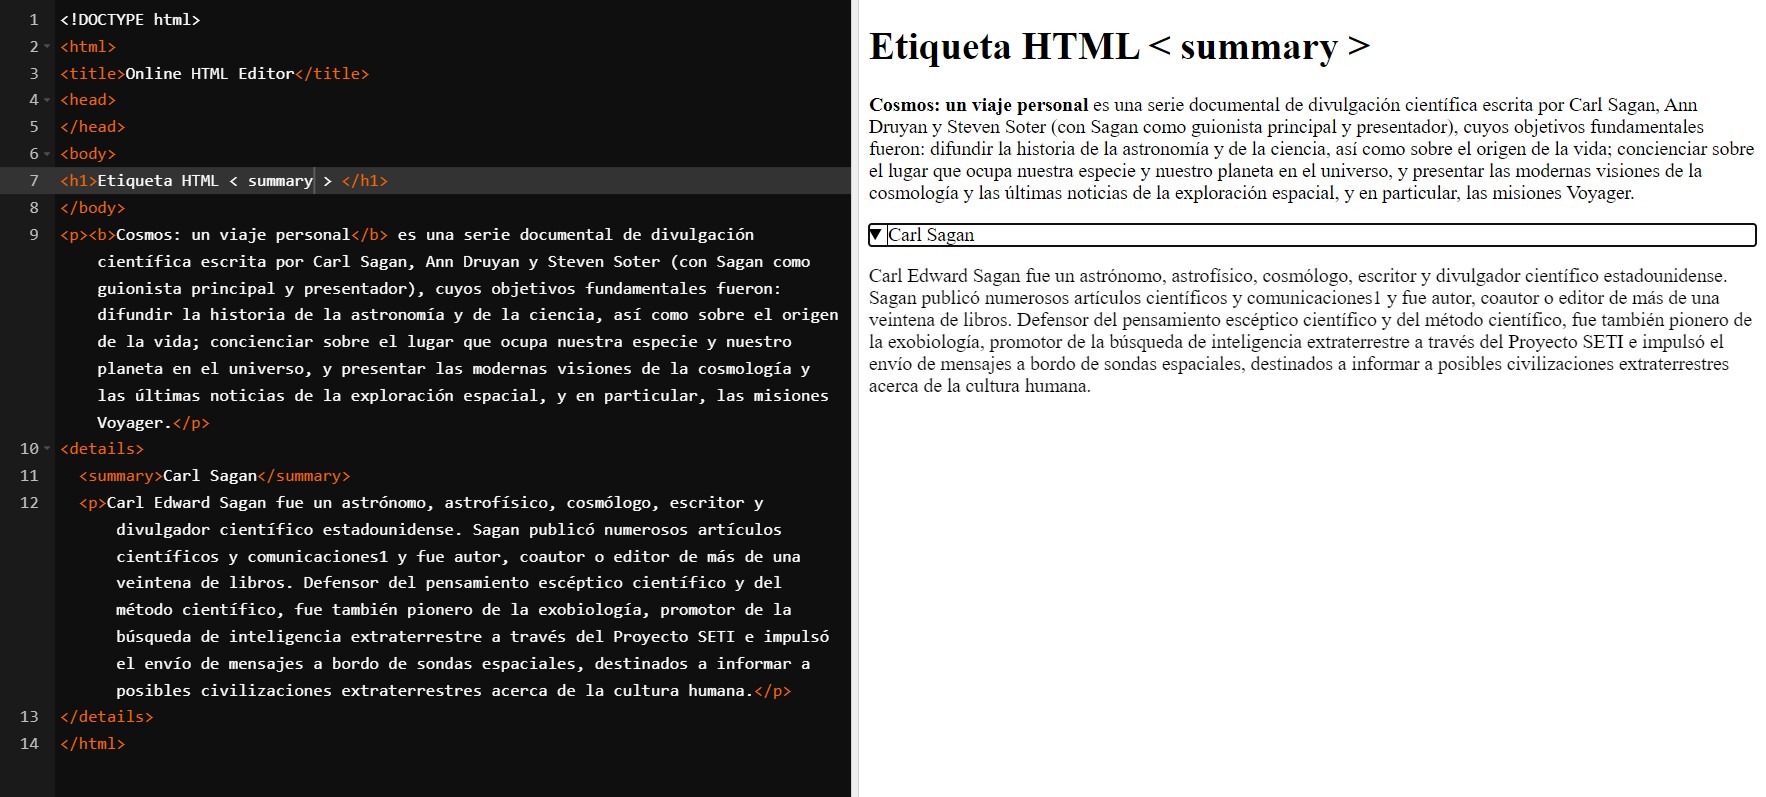 1 <!DOCTYPE html>
2 <html>
3 <title>Online HTML Editor</title>
4 <head>
5 </head>
6 <body>
7 <h1>Etiqueta HTML < summary > </h1>
8 </body>
9 <p><b>Cosmos: un viaje personal</b> es una serie documental de divulgación
científica escrita por Carl Sagan, Ann Druyan y Steven Soter (con Sagan como
guionista principal y presentador), cuyos objetivos fundamentales fueron:
difundir la historia de la astronomía y de la ciencia, así como sobre el origen
de la vida; concienciar sobre el lugar que ocupa nuestra especie y nuestro
planeta en el universo, y presentar las modernas visiones de la cosmología y
las últimas noticias de la exploración espacial, y en particular, las misiones
Voyager.</p>
10 <details>
11 <summary>Carl Sagan</summary>
12 <p>Carl Edward Sagan fue un astrónomo, astrofísico, cosmólogo, escritor y
divulgador científico estadounidense. Sagan publicó numerosos artículos
científicos y comunicaciones1 y fue autor, coautor o editor de más de una
veintena de libros. Defensor del pensamiento escéptico científico y del
método científico, fue también pionero de la exobiología, promotor de la
búsqueda de inteligencia extraterrestre a través del Proyecto SETI e impulsó
el envío de mensajes a bordo de sondas espaciales, destinados a informar a
posibles civilizaciones extraterrestres acerca de la cultura humana.</p>
13 </details>
14 </html>
Etiqueta HTML < summary >
Cosmos: un viaje personal es una serie documental de divulgación científica escrita por Carl Sagan, Ann
Druyan y Steven Soter (con Sagan como guionista principal y presentador), cuyos objetivos fundamentales
fueron: difundir la historia de la astronomía y de la ciencia, así como sobre el origen de la vida; concienciar sobre
el lugar que ocupa nuestra especie y nuestro planeta en el universo, y presentar las modernas visiones de la
cosmología y las últimas noticias de la exploración espacial, y en particular, las misiones Voyager.
▼ Carl Sagan
Carl Edward Sagan fue un astrónomo, astrofísico, cosmólogo, escritor y divulgador científico estadounidense.
Sagan publicó numerosos artículos científicos y comunicaciones1 y fue autor, coautor o editor de más de una
veintena de libros. Defensor del pensamiento escéptico científico y del método científico, fue también pionero de
la exobiología, promotor de la búsqueda de inteligencia extraterrestre a través del Proyecto SETI e impulsó el
envío de mensajes a bordo de sondas espaciales, destinados a informar a posibles civilizaciones extraterrestres
acerca de la cultura humana.